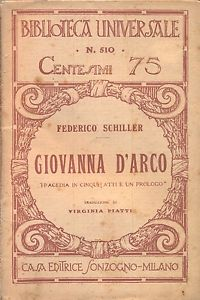 BIBLIOTECA UNIVERSALE
N. 510
CENTESIMI 75
FEDERICO SCHILLER
GIOVANNA D'ARCO
TRAGEDIA IN CINQUE ATTI E UN PROLOGO
TRADUZIONE DI
VIRGINIA PIATTI
CASA EDITRICE SONZOGNO-MILANO